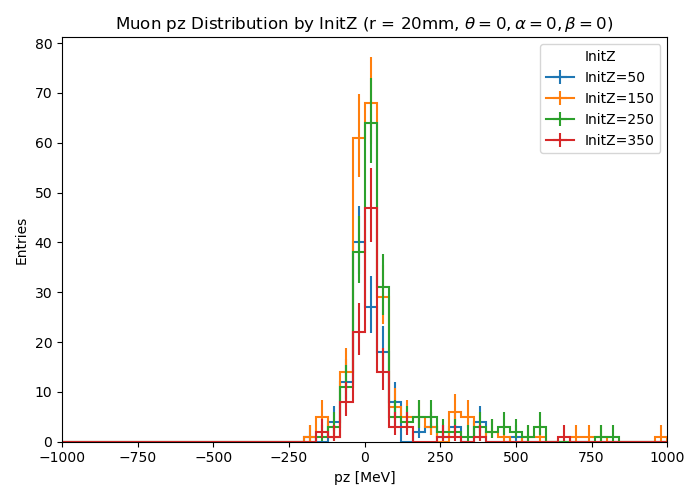 Muon pz Distribution by InitZ (r = 20mm, θ = 0, α = 0, β = 0)
80
70
60
50
40
30
20
10
0
Entries
InitZ
InitZ=50
InitZ=150
InitZ=250
InitZ=350
−1000 −750 −500 −250 0 250 500 750 1000
pz [MeV]